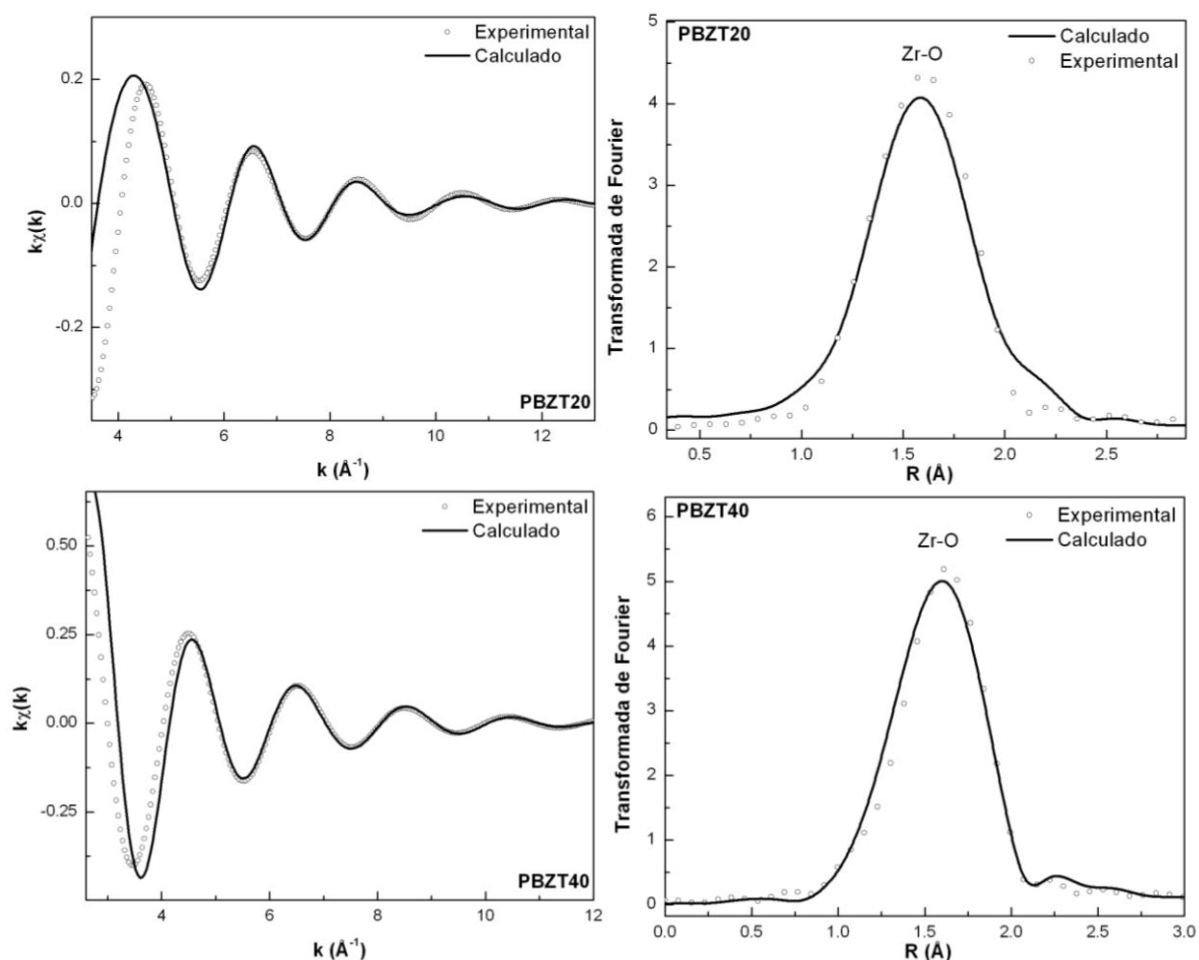 Experimental
Calculado
0.2
0.0
-0.2
kχ(k)
4 6 8 10 12
k (Å⁻¹)
PBZT20
PBZT20
Zr-O
Calculado
Experimental
5
4
3
2
1
0
Transformada de Fourier
0.5 1.0 1.5 2.0 2.5
R (Å)
Experimental
Calculado
0.50
0.25
0.00
-0.25
kχ(k)
4 6 8 10 12
k (Å⁻¹)
PBZT40
PBZT40
Zr-O
Experimental
Calculado
6
5
4
3
2
1
0
Transformada de Fourier
0.0 0.5 1.0 1.5 2.0 2.5 3.0
R (Å)